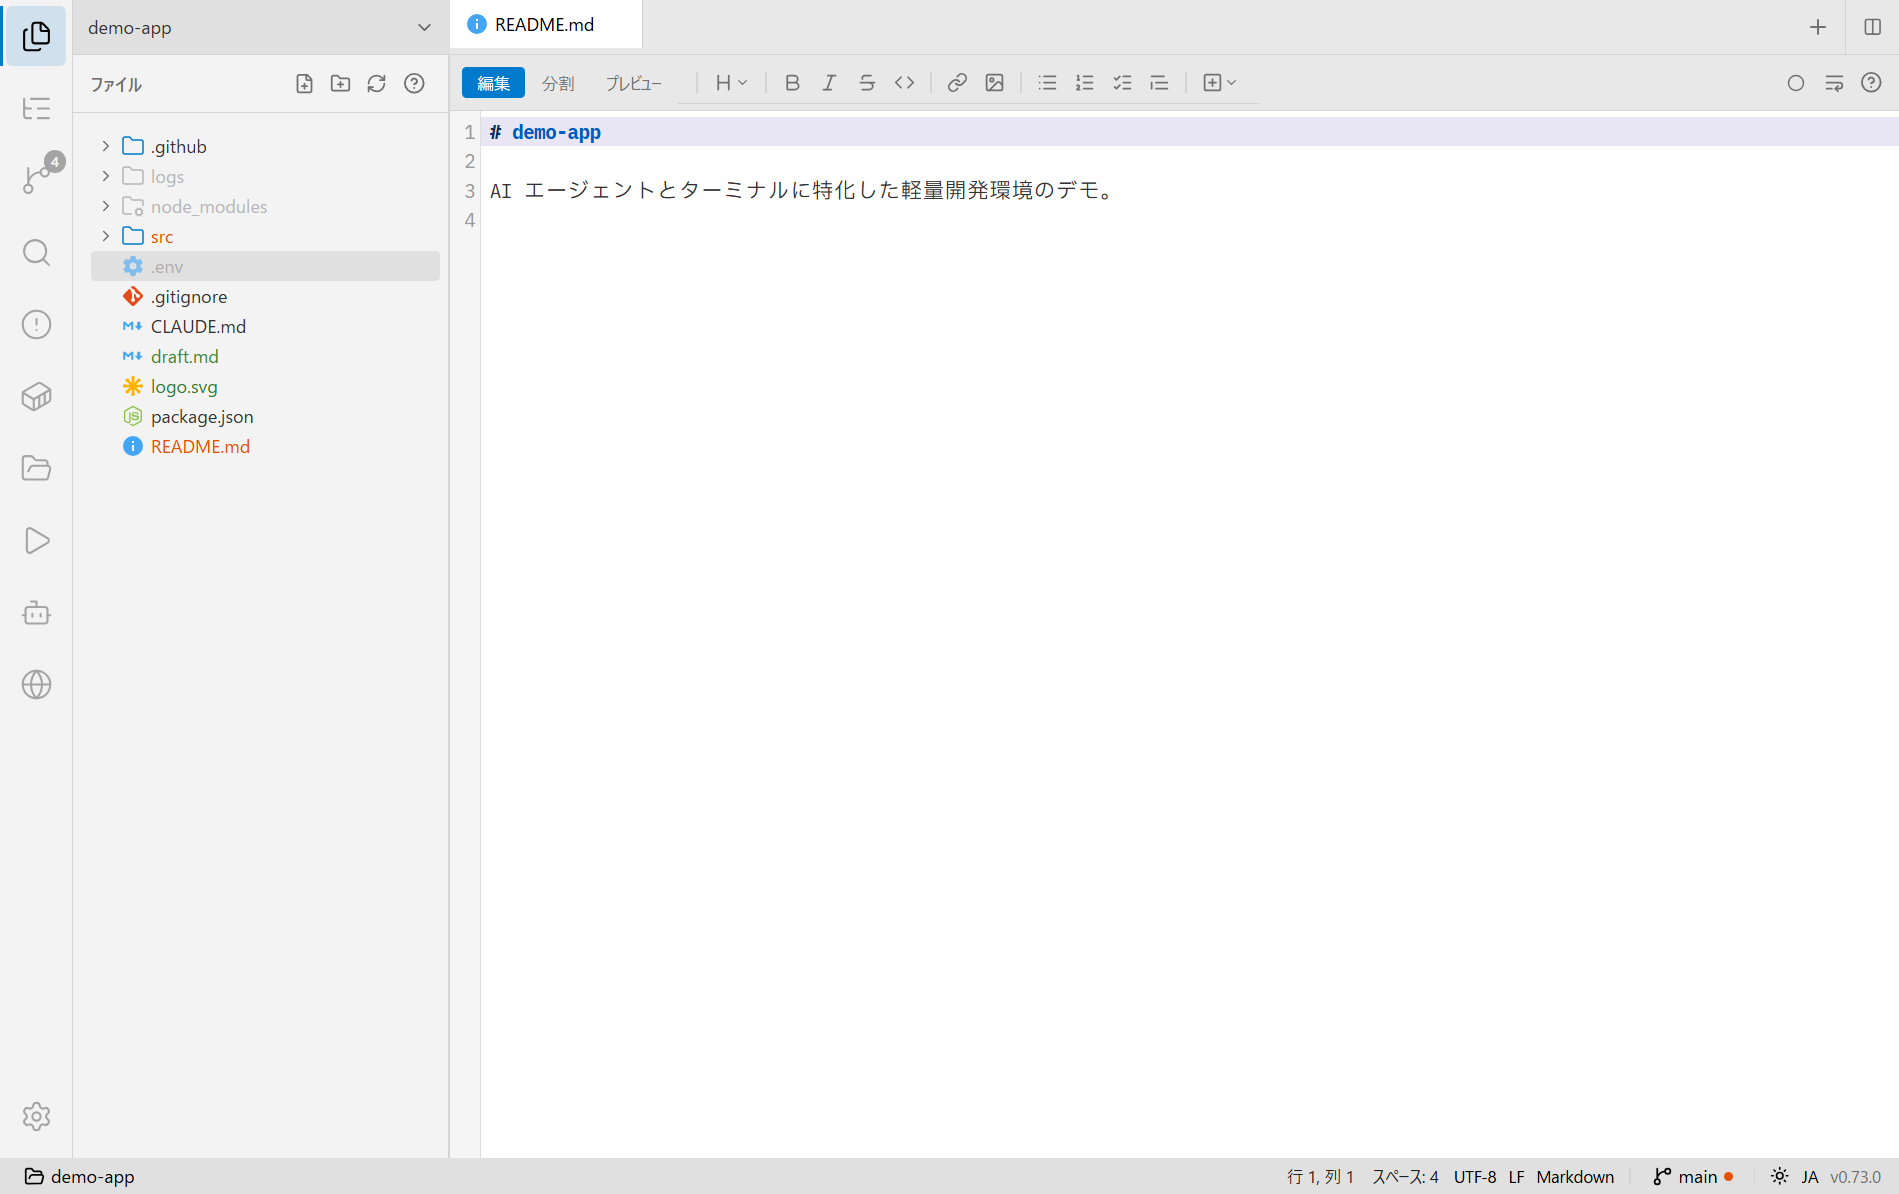 demo-app
README.md
ファイル
編集
分割
プレビュー
4
.github
logs
node_modules
src
.env
.gitignore
CLAUDE.md
draft.md
logo.svg
package.json
README.md
1 # demo-app
2
3 AI エージェントとターミナルに特化した軽量開発環境のデモ。
4
demo-app
行 1, 列 1 スペース: 4 UTF-8 LF Markdown main JA v0.73.0